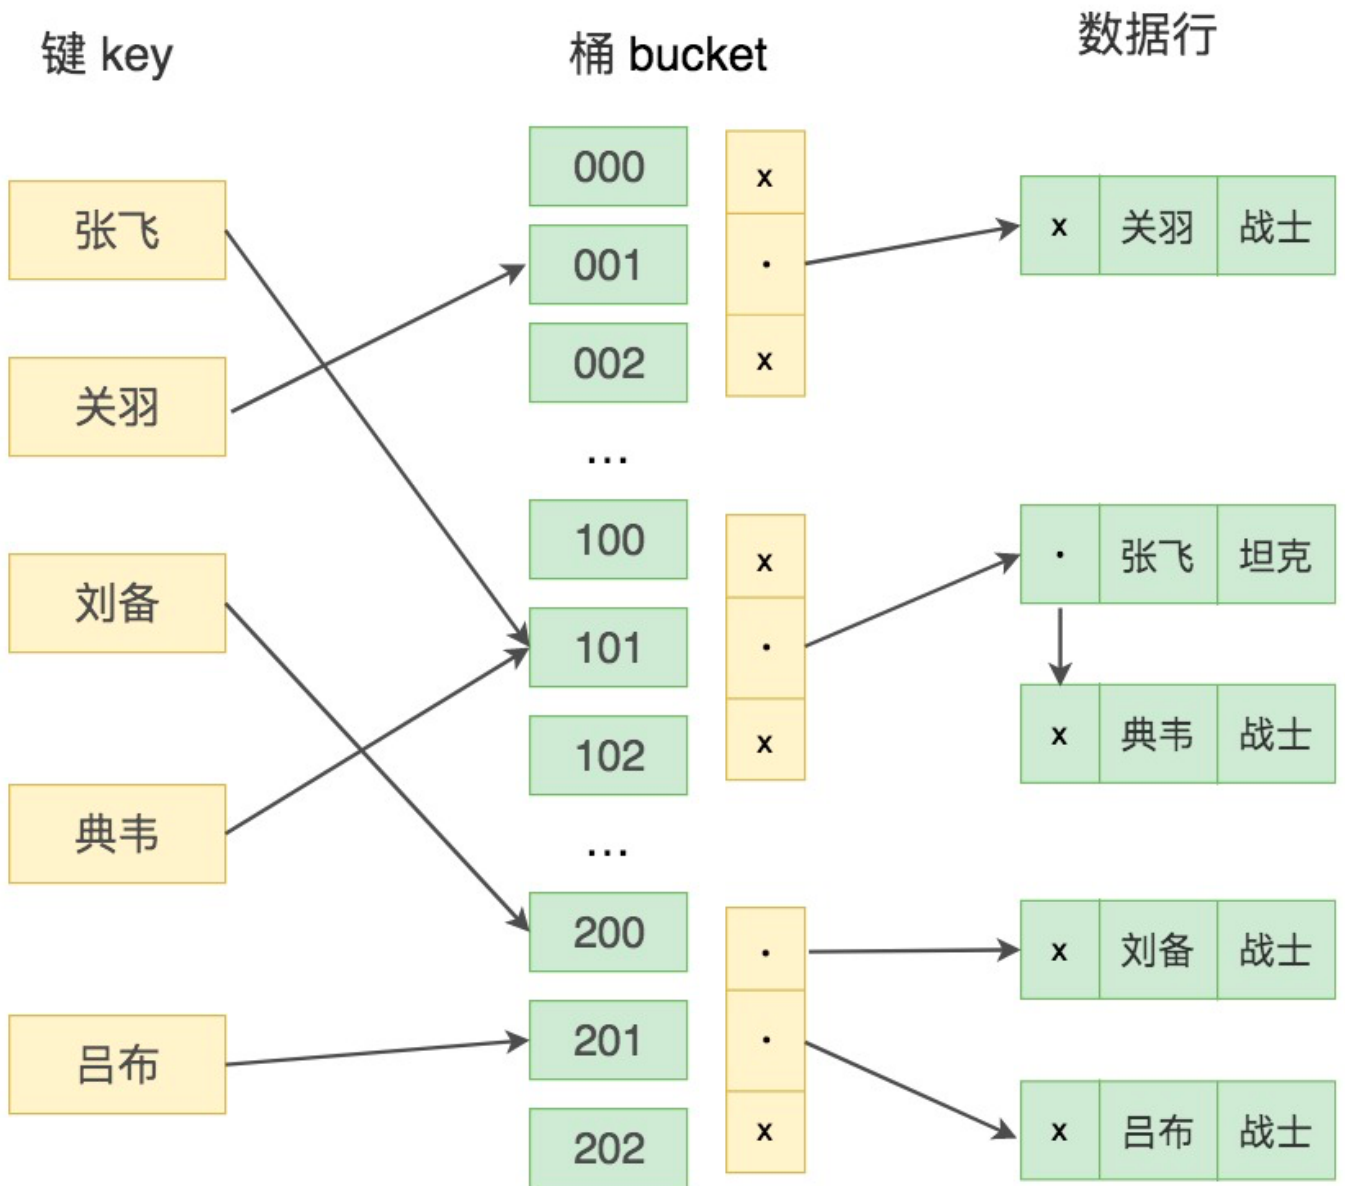 键 key
桶 bucket
数据行
张飞
关羽
刘备
典韦
吕布
000
001
002
...
100
101
102
...
200
201
202
x
·
x
x
·
x
·
·
x
x 关羽 战士
· 张飞 坦克
x 典韦 战士
x 刘备 战士
x 吕布 战士